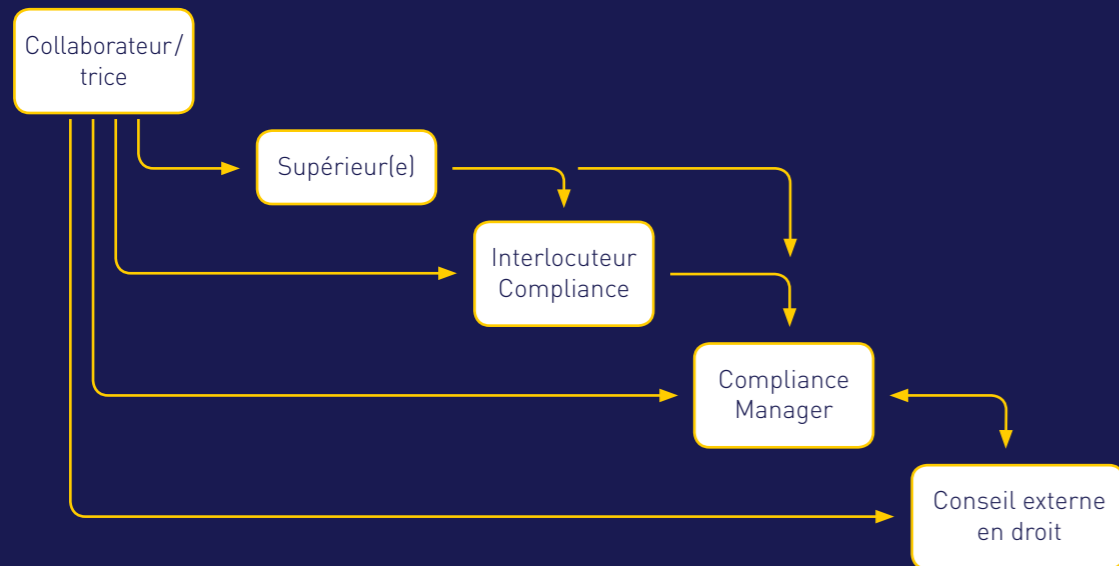 Collaborateur/
trice
Supérieur(e)
Interlocuteur
Compliance
Compliance
Manager
Conseil externe
en droit